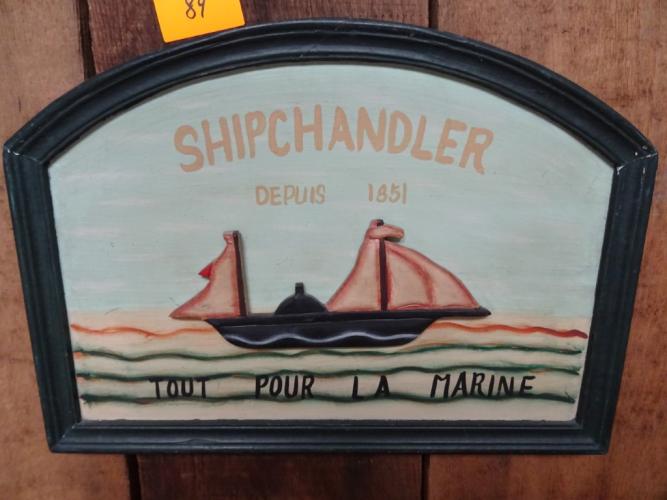 89
SHIPCHANDLER
DEPUIS 1851
TOUT POUR LA MARINE